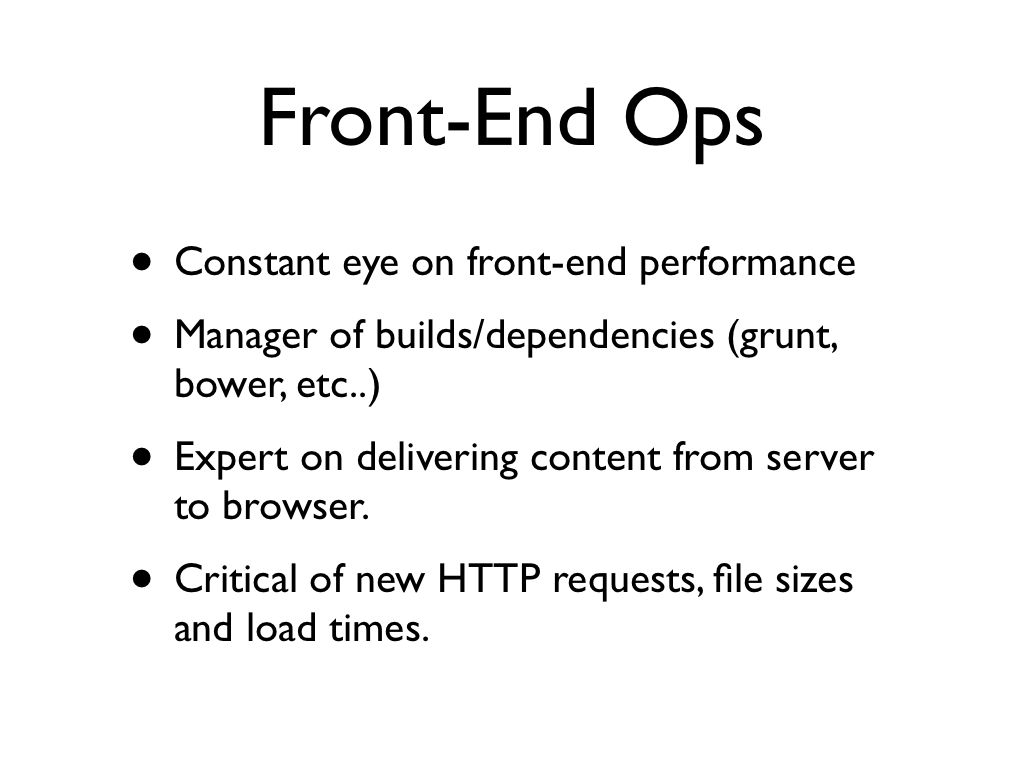 Front-End Ops
• Constant eye on front-end performance
• Manager of builds/dependencies (grunt,
bower, etc..)
• Expert on delivering content from server
to browser.
• Critical of new HTTP requests, file sizes
and load times.